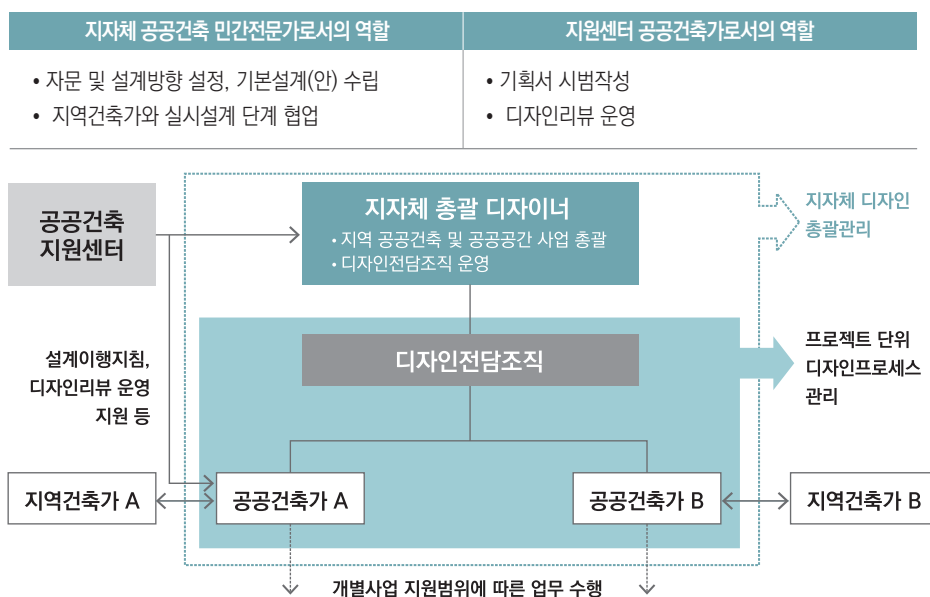 지자체 공공건축 민간전문가로서의 역할
지원센터 공공건축가로서의 역할
• 자문 및 설계방향 설정, 기본설계(안) 수립
• 지역건축가와 실시설계 단계 협업
• 기획서 시범작성
• 디자인리뷰 운영
공공건축
지원센터
지자체 총괄 디자이너
• 지역 공공건축 및 공공공간 사업 총괄
• 디자인전담조직 운영
지자체 디자인
총괄관리
디자인전담조직
설계이행지침,
디자인리뷰 운영
지원 등
프로젝트 단위
디자인프로세스
관리
지역건축가 A
공공건축가 A
공공건축가 B
지역건축가 B
개별사업 지원범위에 따른 업무 수행